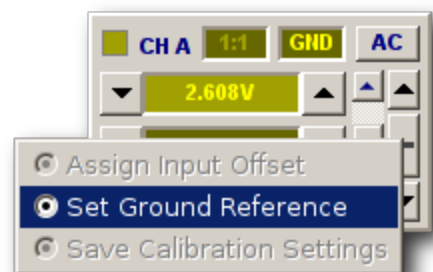 CH A 1:1 GND AC
2.608V
Assign Input Offset
Set Ground Reference
Save Calibration Settings